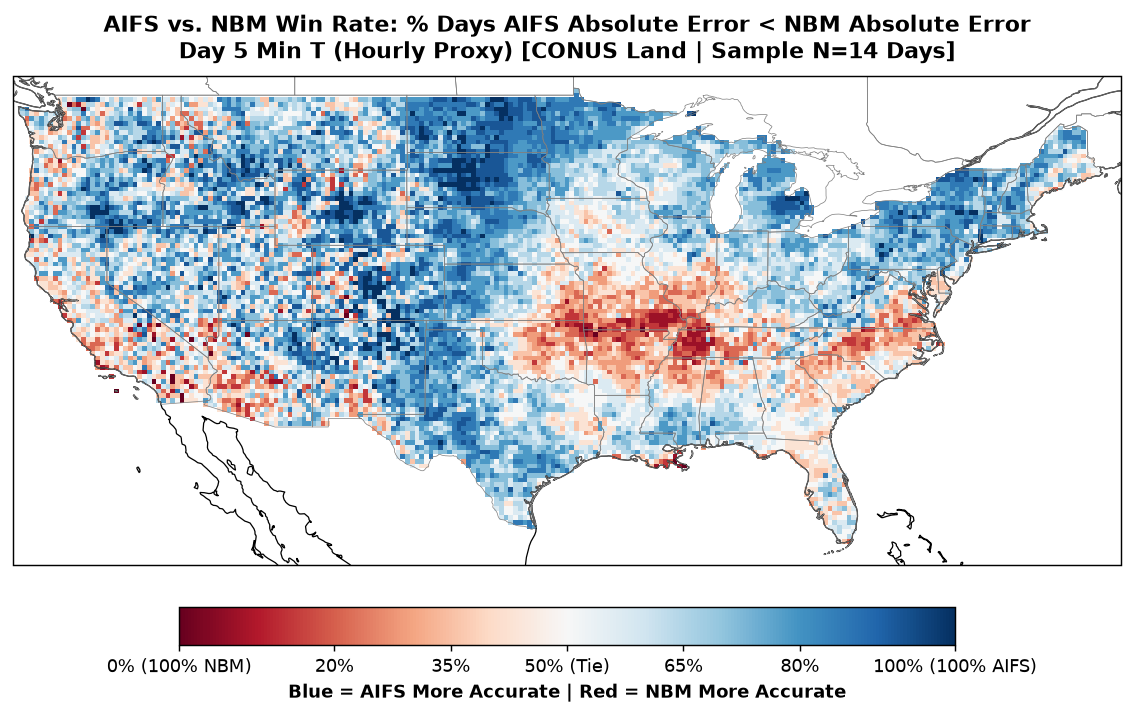 AIFS vs. NBM Win Rate: % Days AIFS Absolute Error < NBM Absolute Error
Day 5 Min T (Hourly Proxy) [CONUS Land | Sample N=14 Days]
0% (100% NBM) 20% 35% 50% (Tie) 65% 80% 100% (100% AIFS)
Blue = AIFS More Accurate | Red = NBM More Accurate